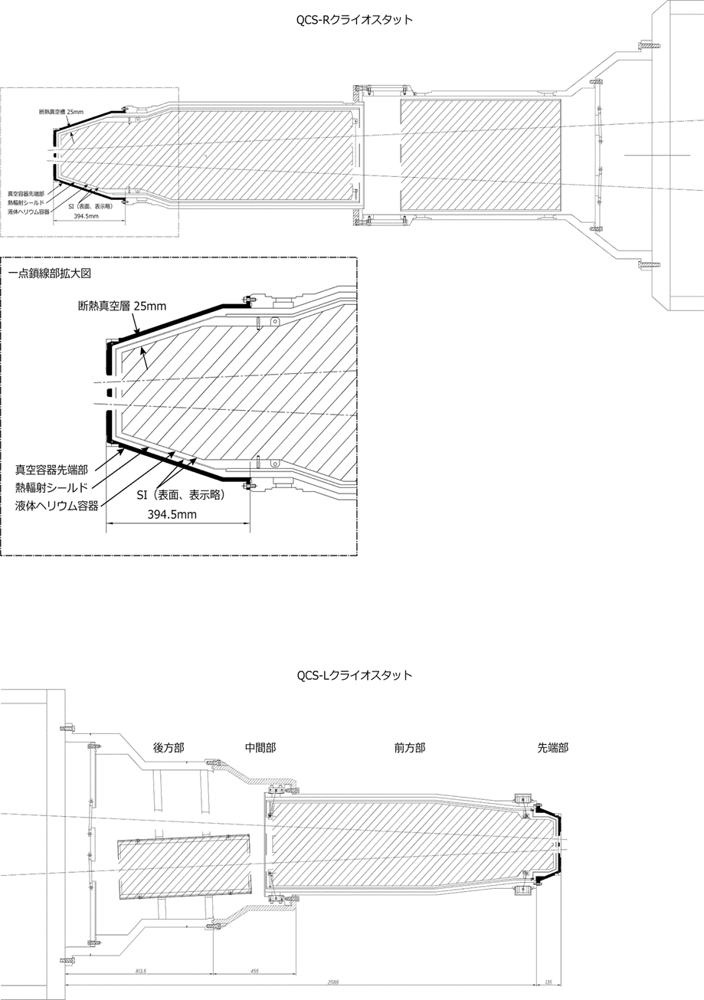 QCS-Rクライオスタット
断熱真空槽 25mm
真空容器先端部
熱輻射シールド
液体ヘリウム容器
SI（表面、表示略）
394.5mm
一点鎖線部拡大図
断熱真空層 25mm
真空容器先端部
熱輻射シールド
液体ヘリウム容器
SI（表面、表示略）
394.5mm
QCS-Lクライオスタット
後方部 中間部 前方部 先端部
813.5 455
2588 135